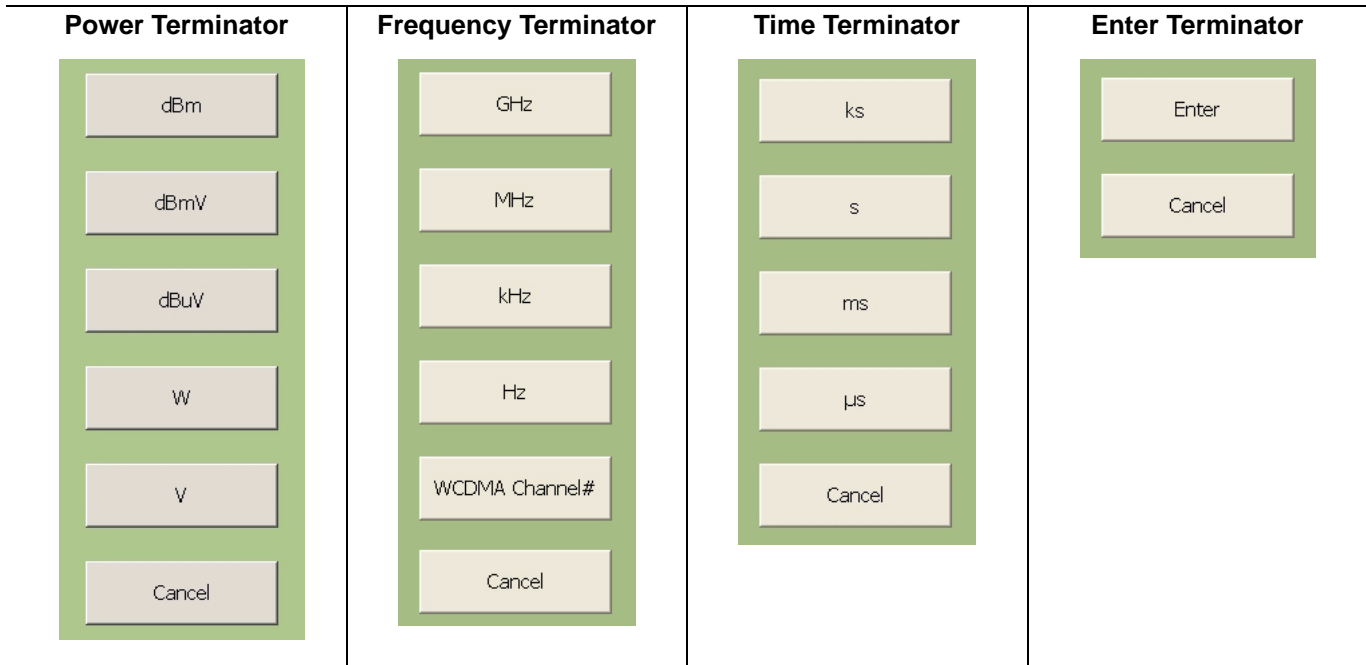 Power Terminator
dBm
dBmV
dBuV
W
V
Cancel
Frequency Terminator
GHz
MHz
kHz
Hz
WCDMA Channel#
Cancel
Time Terminator
ks
s
ms
µs
Cancel
Enter Terminator
Enter
Cancel